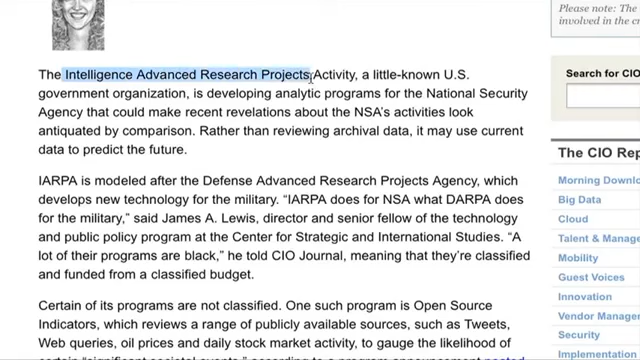 Please note: The
involved in the cr
The Intelligence Advanced Research Projects Activity, a little-known U.S.
government organization, is developing analytic programs for the National Security
Agency that could make recent revelations about the NSA's activities look
antiquated by comparison. Rather than reviewing archival data, it may use current
data to predict the future.
IARPA is modeled after the Defense Advanced Research Projects Agency, which
develops new technology for the military. “IARPA does for NSA what DARPA does
for the military,” said James A. Lewis, director and senior fellow of the technology
and public policy program at the Center for Strategic and International Studies. “A
lot of their programs are black,” he told CIO Journal, meaning that they're classified
and funded from a classified budget.
Certain of its programs are not classified. One such program is Open Source
Indicators, which reviews a range of publicly available sources, such as Tweets,
Web queries, oil prices and daily stock market activity, to gauge the likelihood of
Search for CIO
The CIO Rep
Morning Downlo
Big Data
Cloud
Talent & Manage
Mobility
Guest Voices
Innovation
Vendor Manage
Security
Implementation